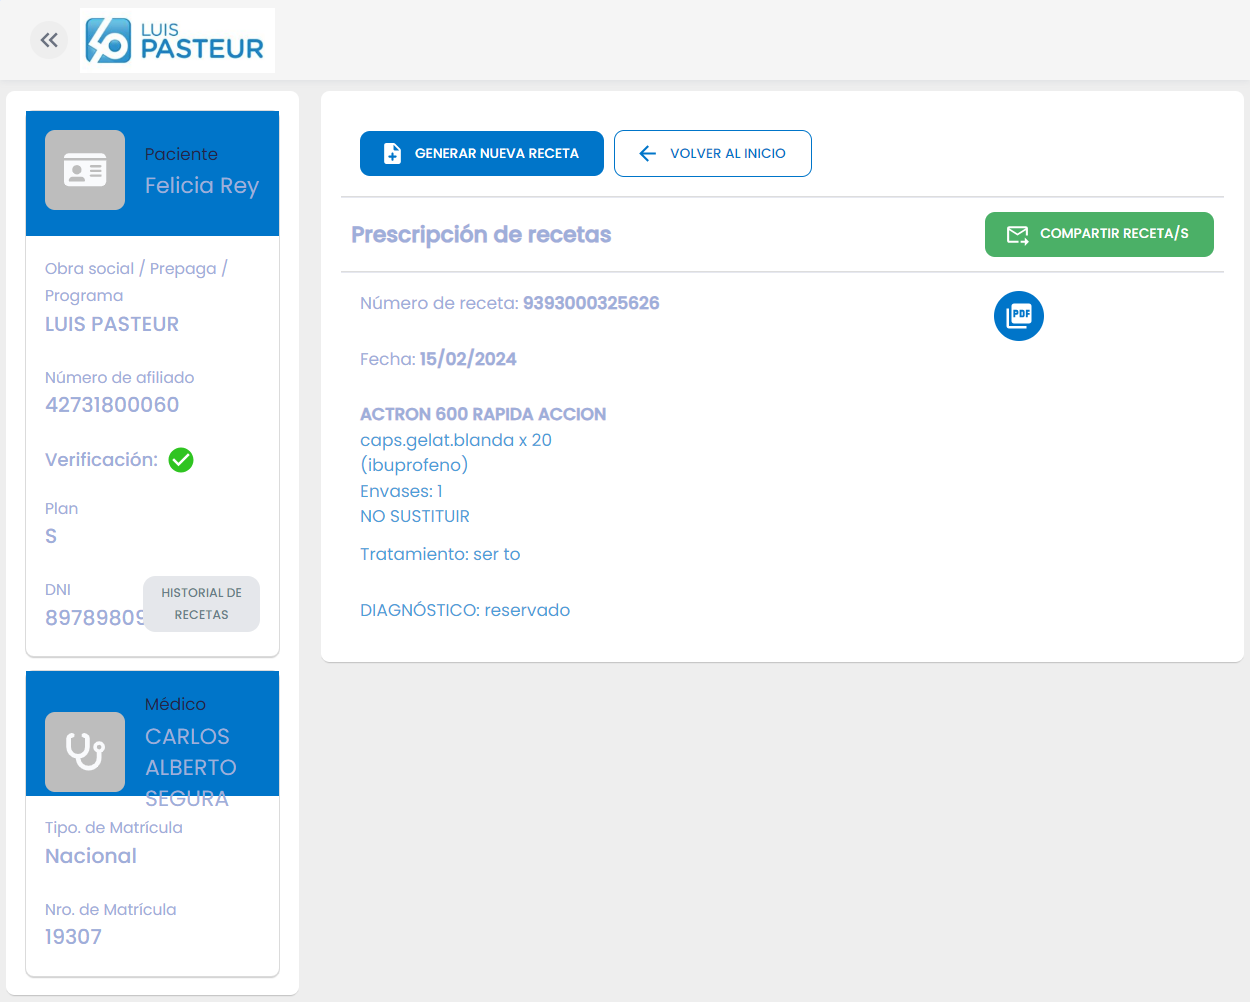 LUIS
PASTEUR
Paciente
Felicia Rey
Obra social / Prepaga /
Programa
LUIS PASTEUR
Número de afiliado
42731800060
Verificación:
Plan
S
DNI
89789809
HISTORIAL DE
RECETAS
Médico
CARLOS
ALBERTO
SEGURA
Tipo. de Matrícula
Nacional
Nro. de Matrícula
19307
GENERAR NUEVA RECETA
VOLVER AL INICIO
Prescripción de recetas
COMPARTIR RECETA/S
Número de receta: 9393000325626
PDF
Fecha: 15/02/2024
ACTRON 600 RAPIDA ACCION
caps.gelat.blanda x 20
(ibuprofeno)
Envases: 1
NO SUSTITUIR
Tratamiento: ser to
DIAGNÓSTICO: reservado